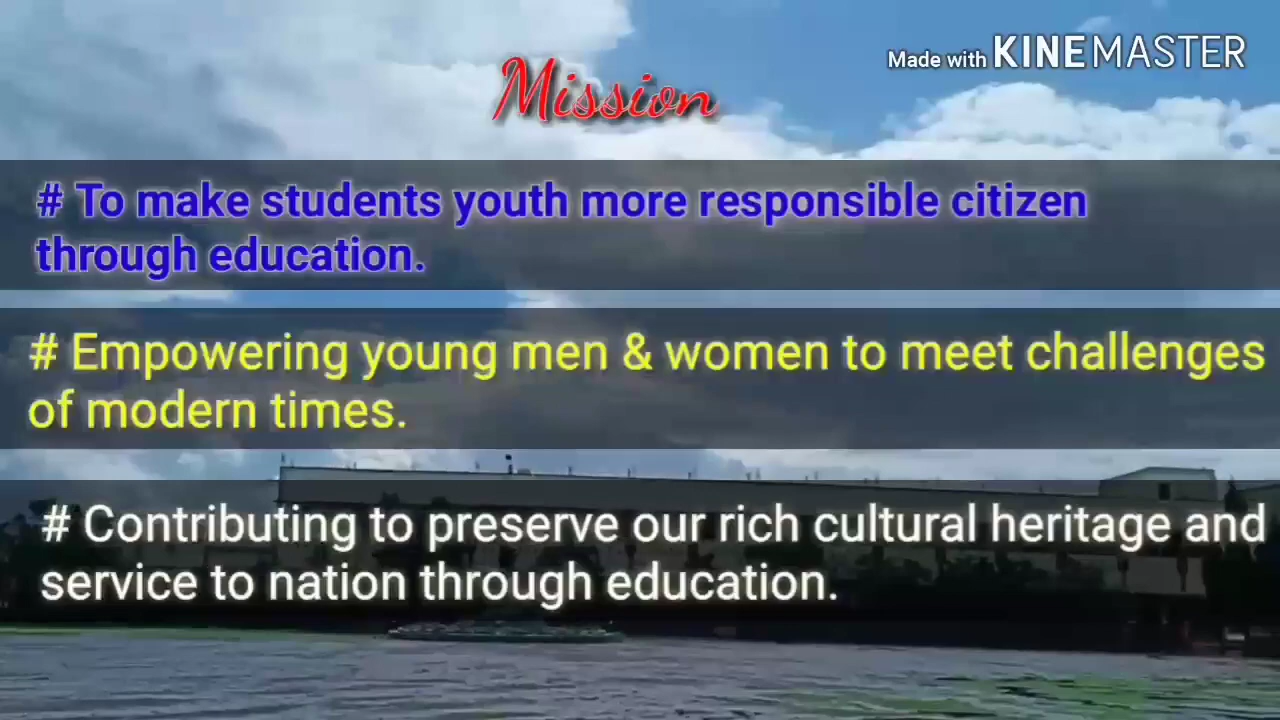 Made with KINEMASTER
Mission
# To make students youth more responsible citizen
through education.
# Empowering young men & women to meet challenges
of modern times.
# Contributing to preserve our rich cultural heritage and
service to nation through education.